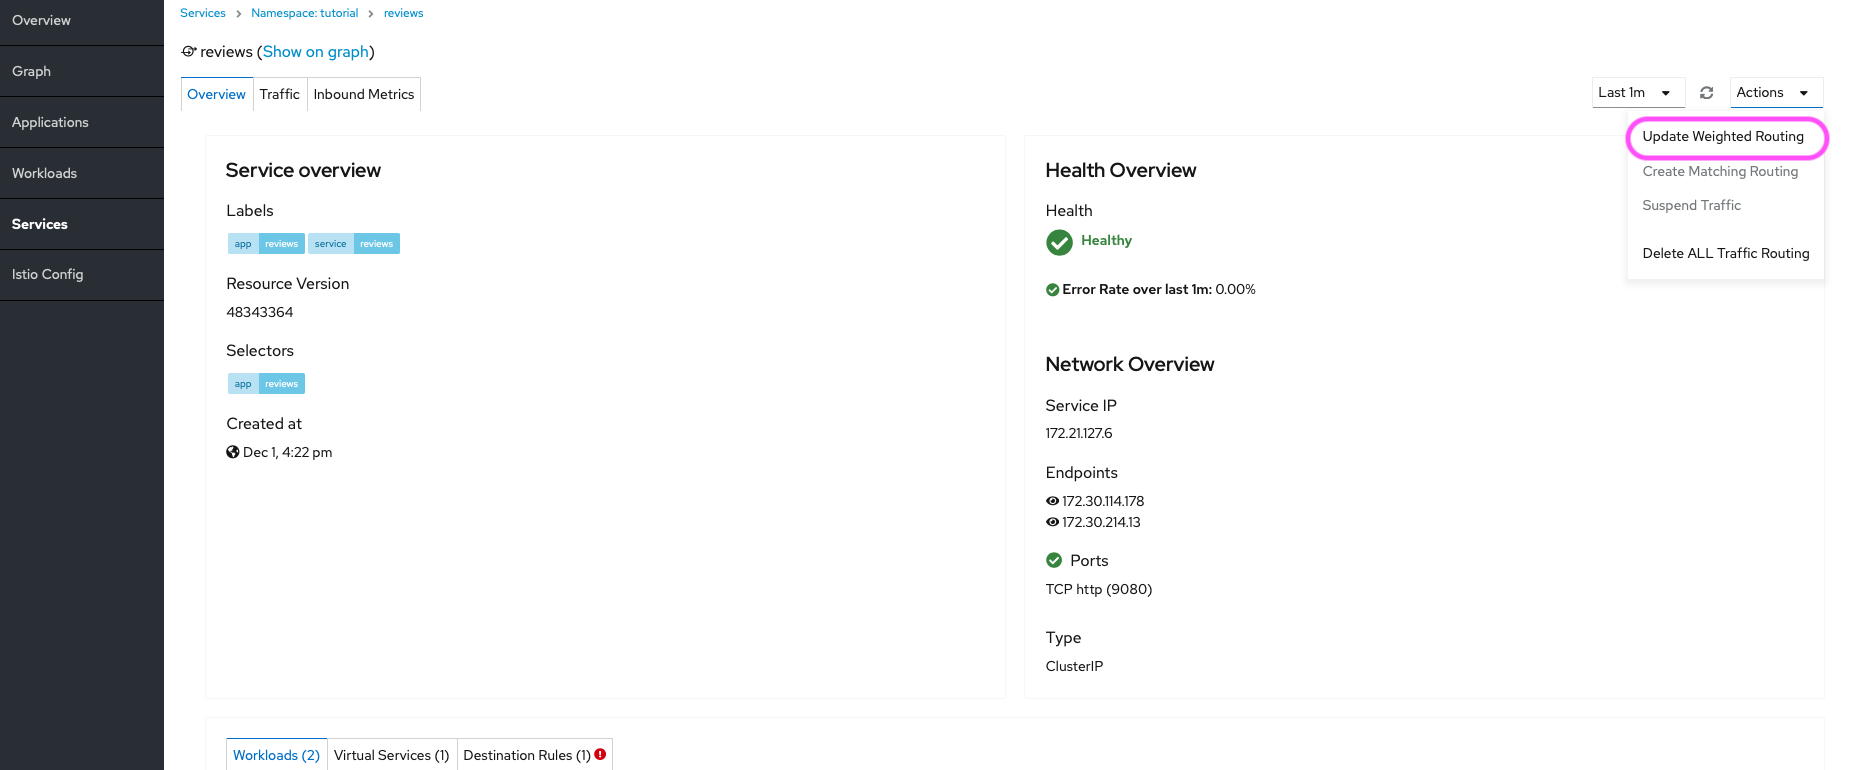 Overview
Graph
Applications
Workloads
Services
Istio Config
Services > Namespace: tutorial > reviews
reviews (Show on graph)
Overview Traffic Inbound Metrics
Last 1m Actions
Update Weighted Routing
Create Matching Routing
Suspend Traffic
Delete ALL Traffic Routing
Service overview
Labels
app reviews service reviews
Resource Version
48343364
Selectors
app reviews
Created at
Dec 1, 4:22 pm
Health Overview
Health
Healthy
Error Rate over last 1m: 0.00%
Network Overview
Service IP
172.21.127.6
Endpoints
172.30.114.178
172.30.214.13
Ports
TCP http (9080)
Type
ClusterIP
Workloads (2) Virtual Services (1) Destination Rules (1)